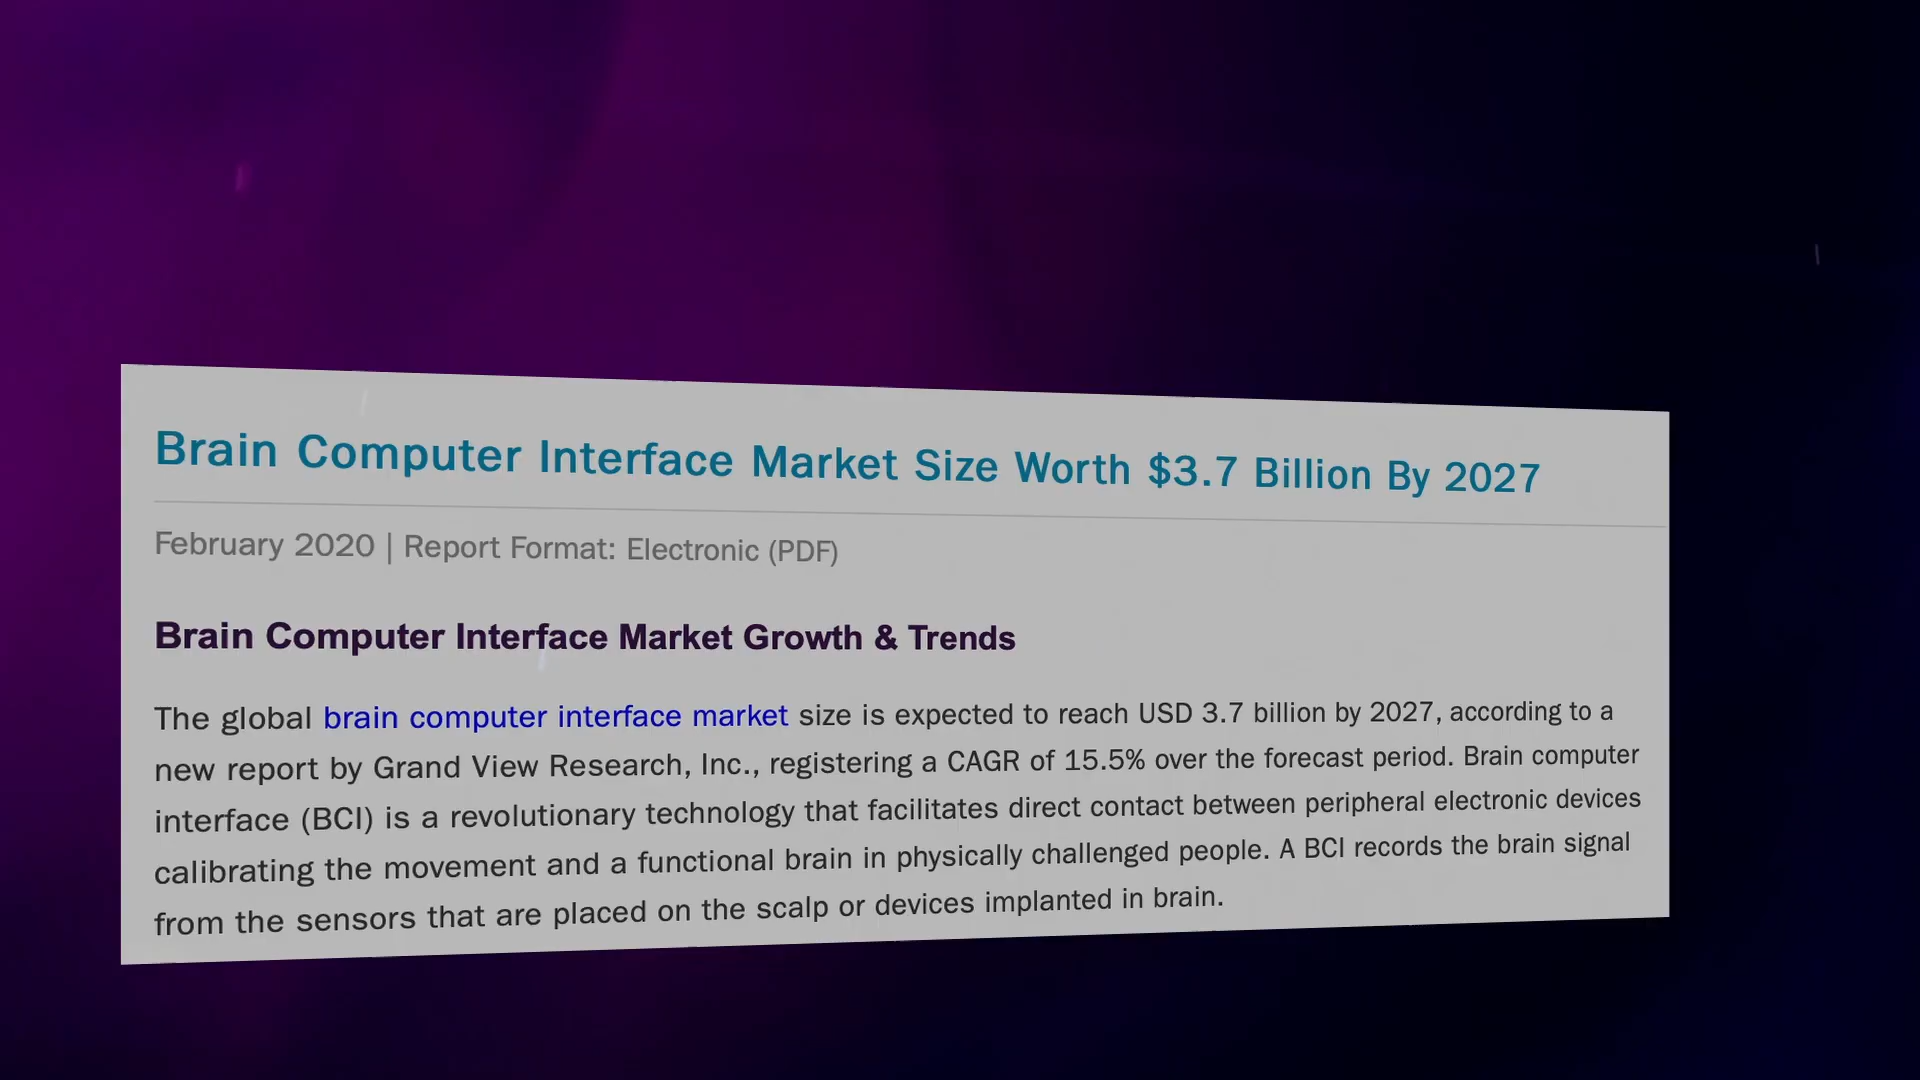 Brain Computer Interface Market Size Worth $3.7 Billion By 2027
February 2020 | Report Format: Electronic (PDF)
Brain Computer Interface Market Growth & Trends
The global brain computer interface market size is expected to reach USD 3.7 billion by 2027, according to a
new report by Grand View Research, Inc., registering a CAGR of 15.5% over the forecast period. Brain computer
interface (BCI) is a revolutionary technology that facilitates direct contact between peripheral electronic devices
calibrating the movement and a functional brain in physically challenged people. A BCI records the brain signal
from the sensors that are placed on the scalp or devices implanted in brain.